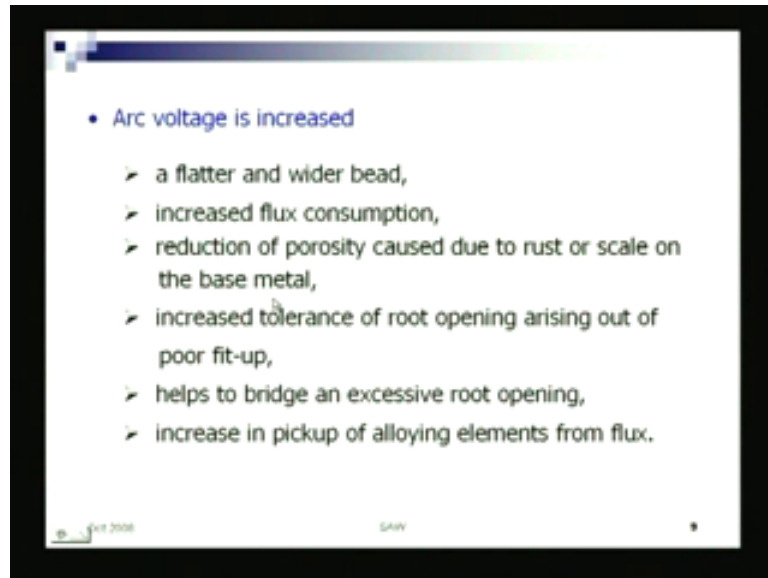 • Arc voltage is increased
➢ a flatter and wider bead,
➢ increased flux consumption,
➢ reduction of porosity caused due to rust or scale on
the base metal,
➢ increased tolerance of root opening arising out of
poor fit-up,
➢ helps to bridge an excessive root opening,
➢ increase in pickup of alloying elements from flux.
Oct 2008
SAW
9